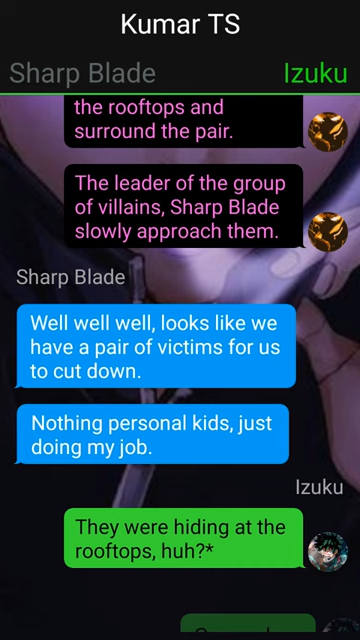 Kumar TS
Sharp Blade
Izuku
the rooftops and
surround the pair.
The leader of the group
of villains, Sharp Blade
slowly approach them.
Sharp Blade
Well well well, looks like we
have a pair of victims for us
to cut down.
Nothing personal kids, just
doing my job.
Izuku
They were hiding at the
rooftops, huh?*